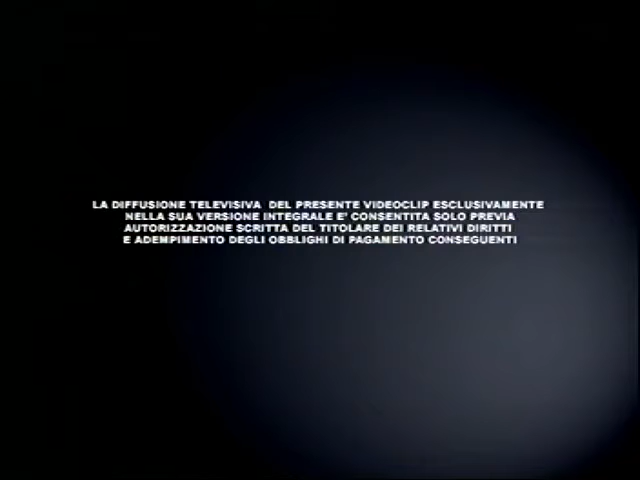 LA DIFFUSIONE TELEVISIVA DEL PRESENTE VIDEOCLIP ESCLUSIVAMENTE
NELLA SUA VERSIONE INTEGRALE E' CONSENTITA SOLO PREVIA
AUTORIZZAZIONE SCRITTA DEL TITOLARE DEI RELATIVI DIRITTI
E ADEMPIMENTO DEGLI OBBLIGHI DI PAGAMENTO CONSEGUENTI